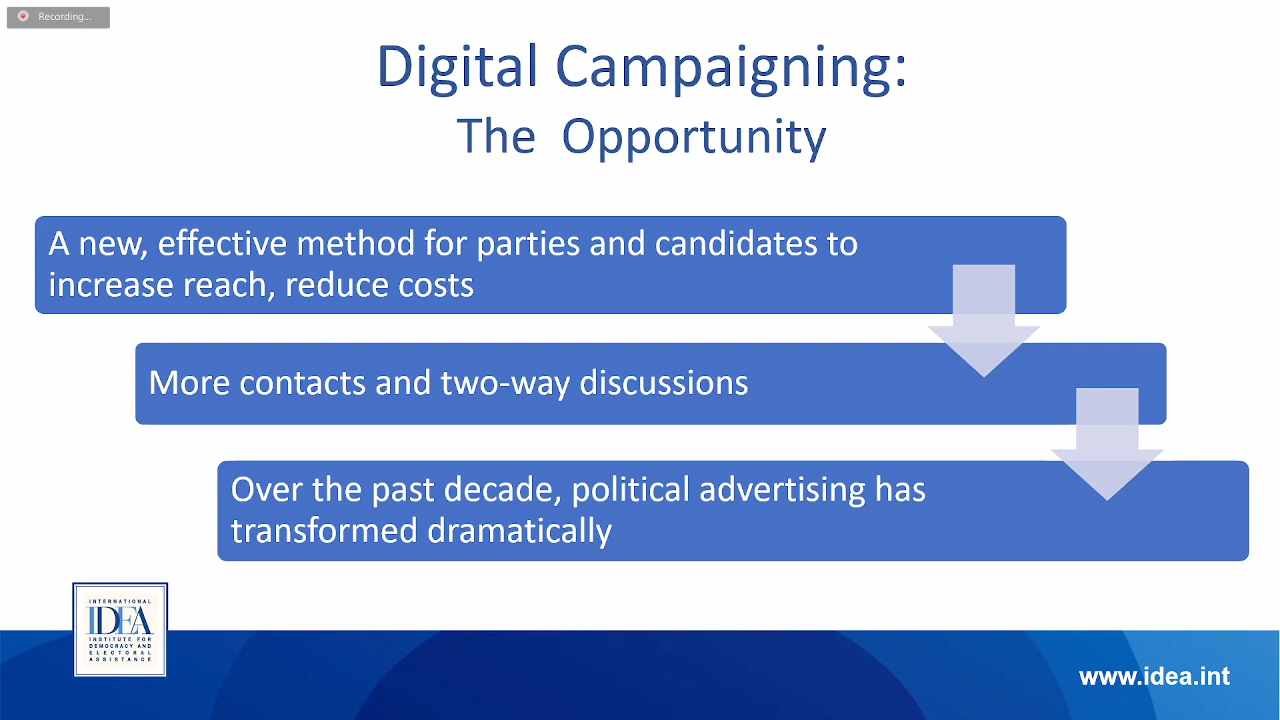 Recording...
Digital Campaigning:
The Opportunity
A new, effective method for parties and candidates to
increase reach, reduce costs
More contacts and two-way discussions
Over the past decade, political advertising has
transformed dramatically
INTERNATIONAL
IDEA
INSTITUTE FOR
DEMOCRACY AND
ELECTORAL
ASSISTANCE
www.idea.int